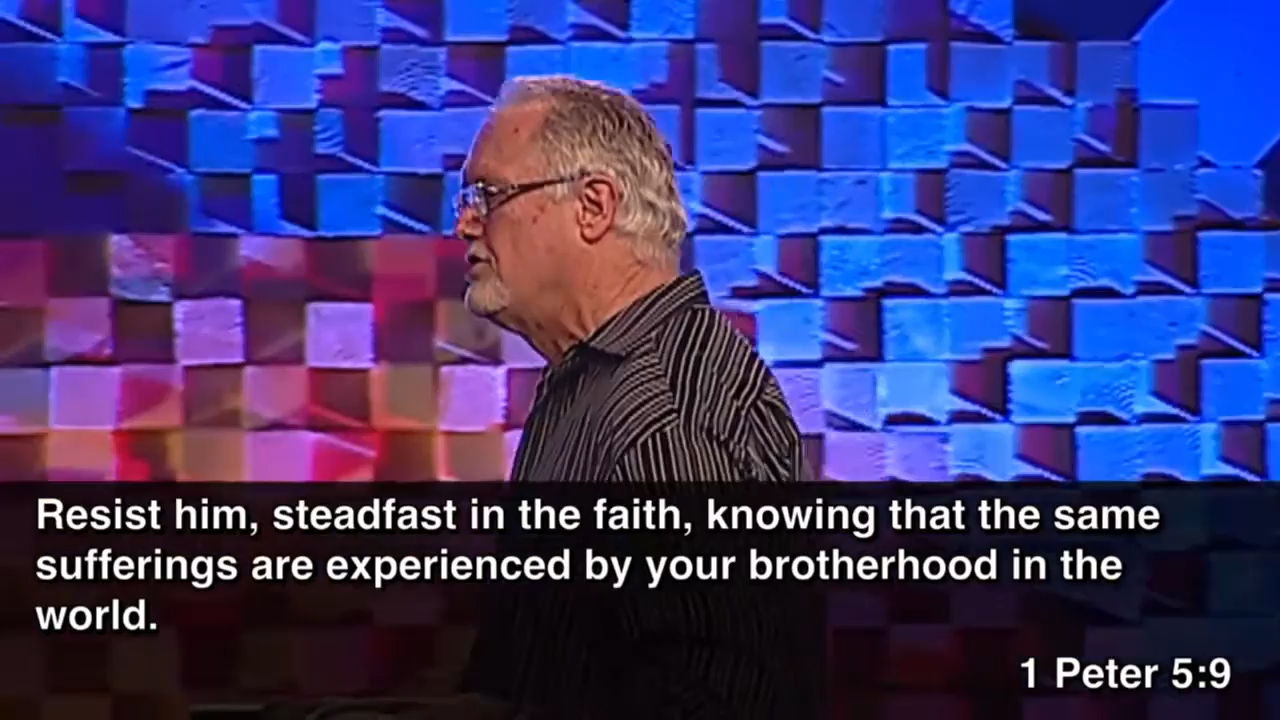 Resist him, steadfast in the faith, knowing that the same
sufferings are experienced by your brotherhood in the
world.
1 Peter 5:9